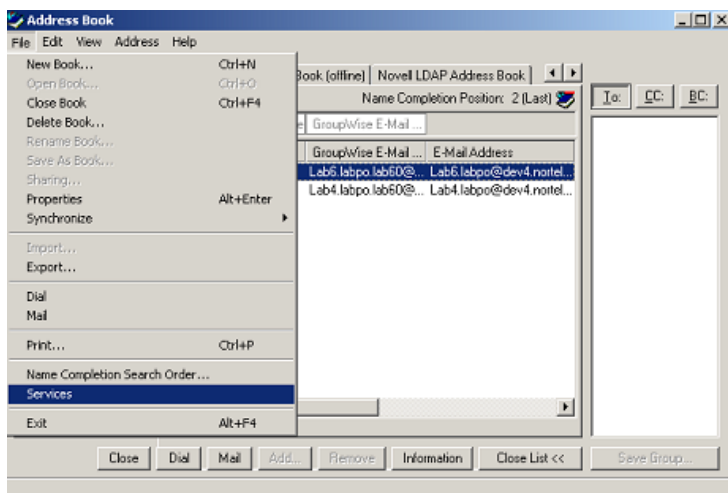 Address Book
File Edit View Address Help
New Book... Ctrl+N
Open Book... Ctrl+O
Close Book Ctrl+F4
Delete Book...
Rename Book...
Save As Book...
Sharing...
Properties Alt+Enter
Synchronize
Import...
Export...
Dial
Mail
Print... Ctrl+P
Name Completion Search Order...
Services
Exit Alt+F4
Book (offline) Novell LDAP Address Book
Name Completion Position: 2 (Last)
e GroupWise E-Mail ...
GroupWise E-Mail ... E-Mail Address
Lab6.labpo.lab60@... Lab6.labpo@dev4.nortel...
Lab4.labpo.lab60@... Lab4.labpo@dev4.nortel...
To: CC: BC:
Close Dial Mail Add... Remove Information Close List << Save Group...